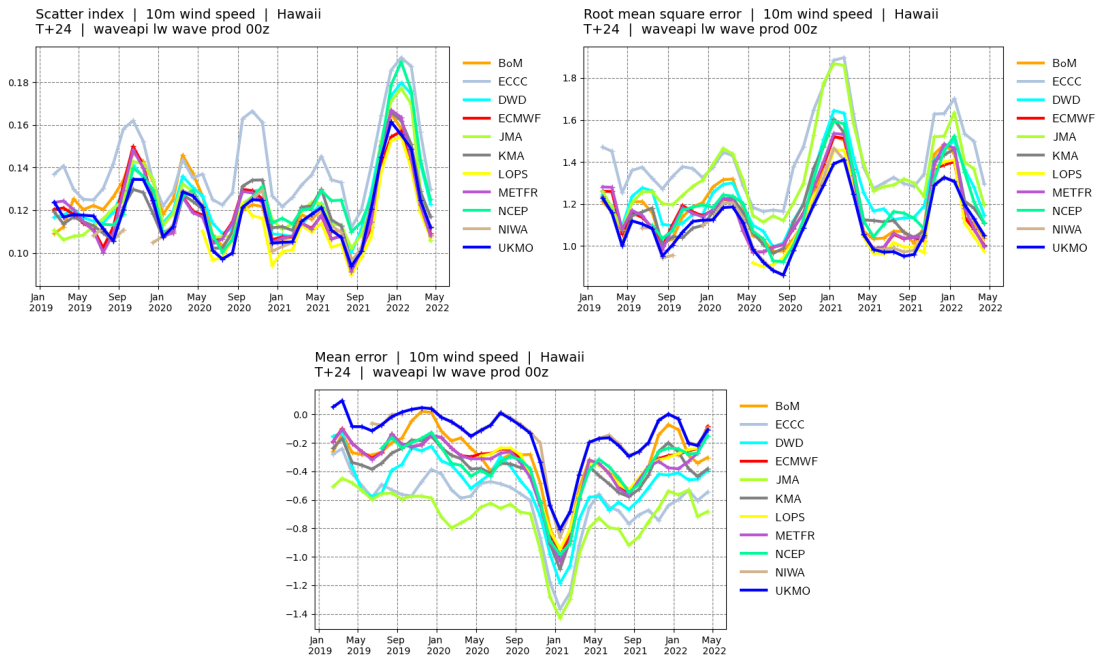 Scatter index | 10m wind speed | Hawaii
T+24 | waveapi lw wave prod 00z
0.18
0.16
0.14
0.12
0.10
Jan 2019
May 2019
Sep 2019
Jan 2020
May 2020
Sep 2020
Jan 2021
May 2021
Sep 2021
Jan 2022
May 2022
BoM
ECCC
DWD
ECMWF
JMA
KMA
LOPS
METFR
NCEP
NIWA
UKMO
Root mean square error | 10m wind speed | Hawaii
T+24 | waveapi lw wave prod 00z
1.8
1.6
1.4
1.2
1.0
Jan 2019
May 2019
Sep 2019
Jan 2020
May 2020
Sep 2020
Jan 2021
May 2021
Sep 2021
Jan 2022
May 2022
BoM
ECCC
DWD
ECMWF
JMA
KMA
LOPS
METFR
NCEP
NIWA
UKMO
Mean error | 10m wind speed | Hawaii
T+24 | waveapi lw wave prod 00z
0.0
−0.2
−0.4
−0.6
−0.8
−1.0
−1.2
−1.4
Jan 2019
May 2019
Sep 2019
Jan 2020
May 2020
Sep 2020
Jan 2021
May 2021
Sep 2021
Jan 2022
May 2022
BoM
ECCC
DWD
ECMWF
JMA
KMA
LOPS
METFR
NCEP
NIWA
UKMO